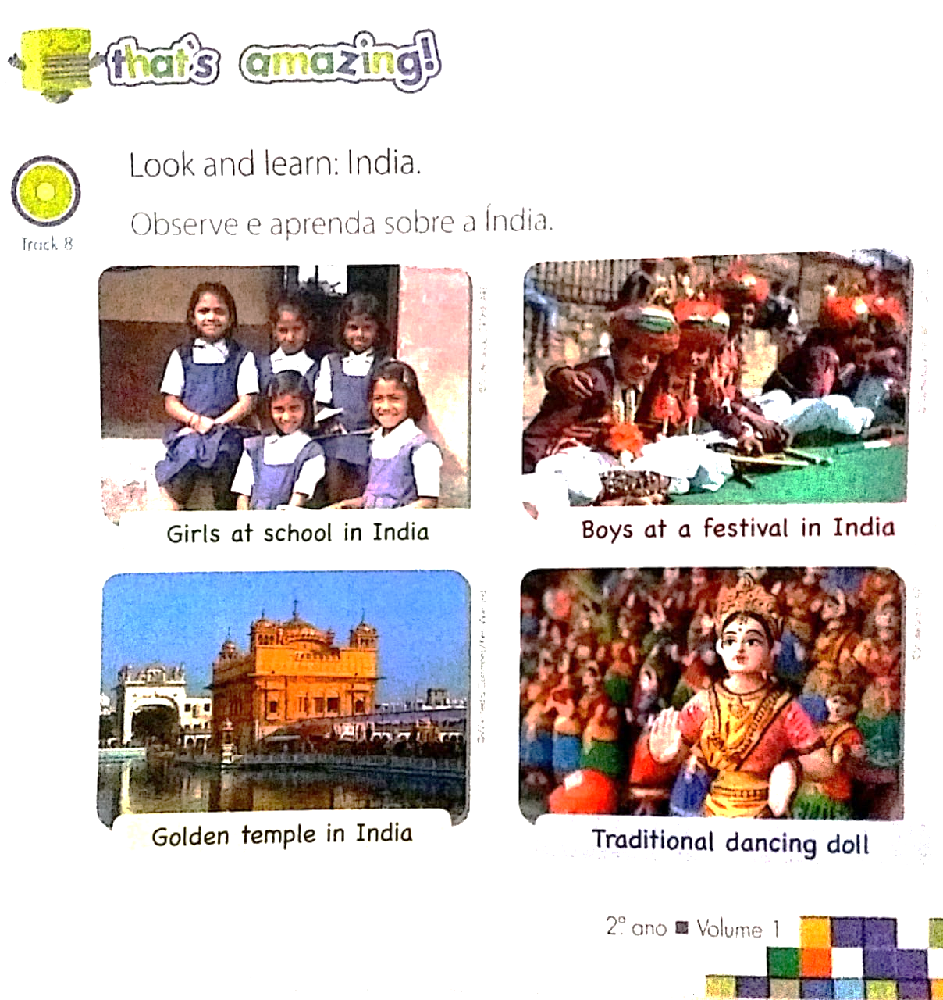 that's amazing!
Look and learn: India.
Observe e aprenda sobre a Índia.
Track 8
Girls at school in India
Boys at a festival in India
Golden temple in India
Traditional dancing doll
2º. ano ■ Volume 1